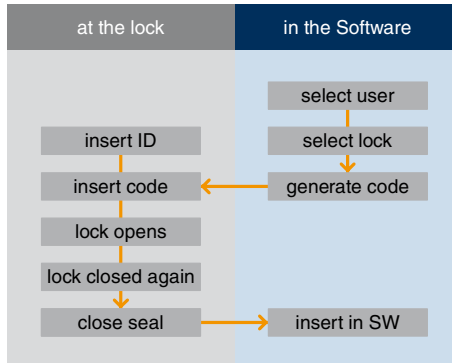 at the lock
in the Software
select user
insert ID
select lock
insert code
generate code
lock opens
lock closed again
close seal
insert in SW